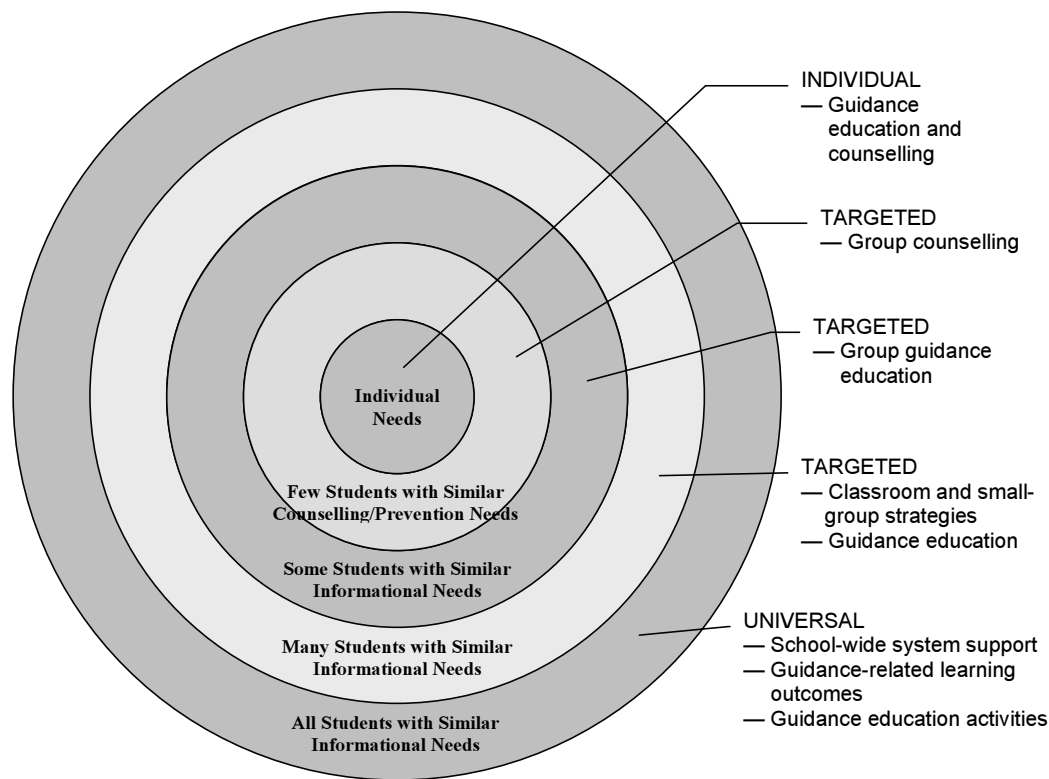 INDIVIDUAL
— Guidance
education and
counselling
TARGETED
— Group counselling
TARGETED
— Group guidance
education
TARGETED
— Classroom and small-
group strategies
— Guidance education
UNIVERSAL
— School-wide system support
— Guidance-related learning
outcomes
— Guidance education activities
Individual
Needs
Few Students with Similar
Counselling/Prevention Needs
Some Students with Similar
Informational Needs
Many Students with Similar
Informational Needs
All Students with Similar
Informational Needs